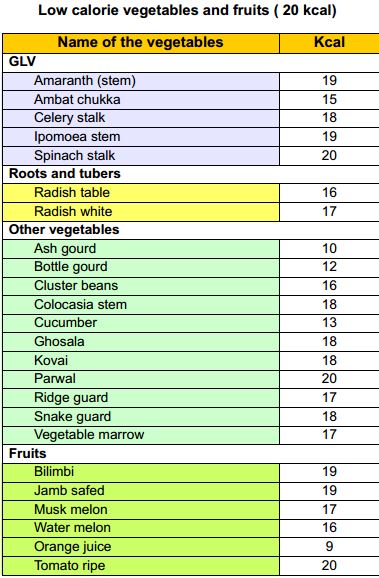 Low calorie vegetables and fruits ( 20 kcal)
Name of the vegetables Kcal
GLV
Amaranth (stem) 19
Ambat chukka 15
Celery stalk 18
Ipomoea stem 19
Spinach stalk 20
Roots and tubers
Radish table 16
Radish white 17
Other vegetables
Ash gourd 10
Bottle gourd 12
Cluster beans 16
Colocasia stem 18
Cucumber 13
Ghosala 18
Kovai 18
Parwal 20
Ridge guard 17
Snake guard 18
Vegetable marrow 17
Fruits
Bilimbi 19
Jamb safed 19
Musk melon 17
Water melon 16
Orange juice 9
Tomato ripe 20